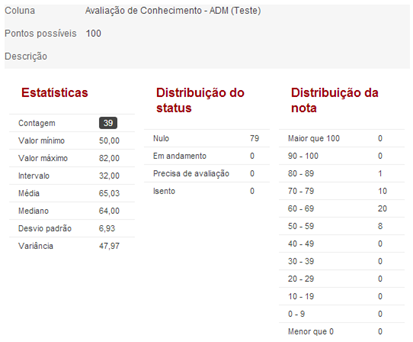 Coluna Avaliação de Conhecimento - ADM (Teste)
Pontos possíveis 100
Descrição
Estatisticas
Contagem 39
Valor mínimo 50,00
Valor máximo 82,00
Intervalo 32,00
Média 65,03
Mediano 64,00
Desvio padrão 6,93
Variância 47,97
Distribuição do
status
Nulo 79
Em andamento 0
Precisa de avaliação 0
Isento 0
Distribuição da
nota
Maior que 100 0
90 - 100 0
80 - 89 1
70 - 79 10
60 - 69 20
50 - 59 8
40 - 49 0
30 - 39 0
20 - 29 0
10 - 19 0
0 - 9 0
Menor que 0 0